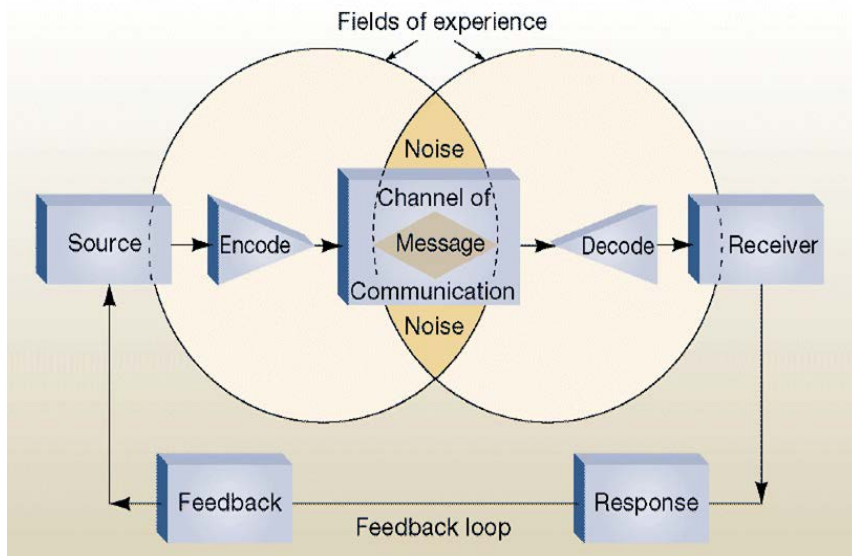 Fields of experience
Noise
Source
Encode
Channel of
Message
Communication
Decode
Receiver
Noise
Feedback
Feedback loop
Response